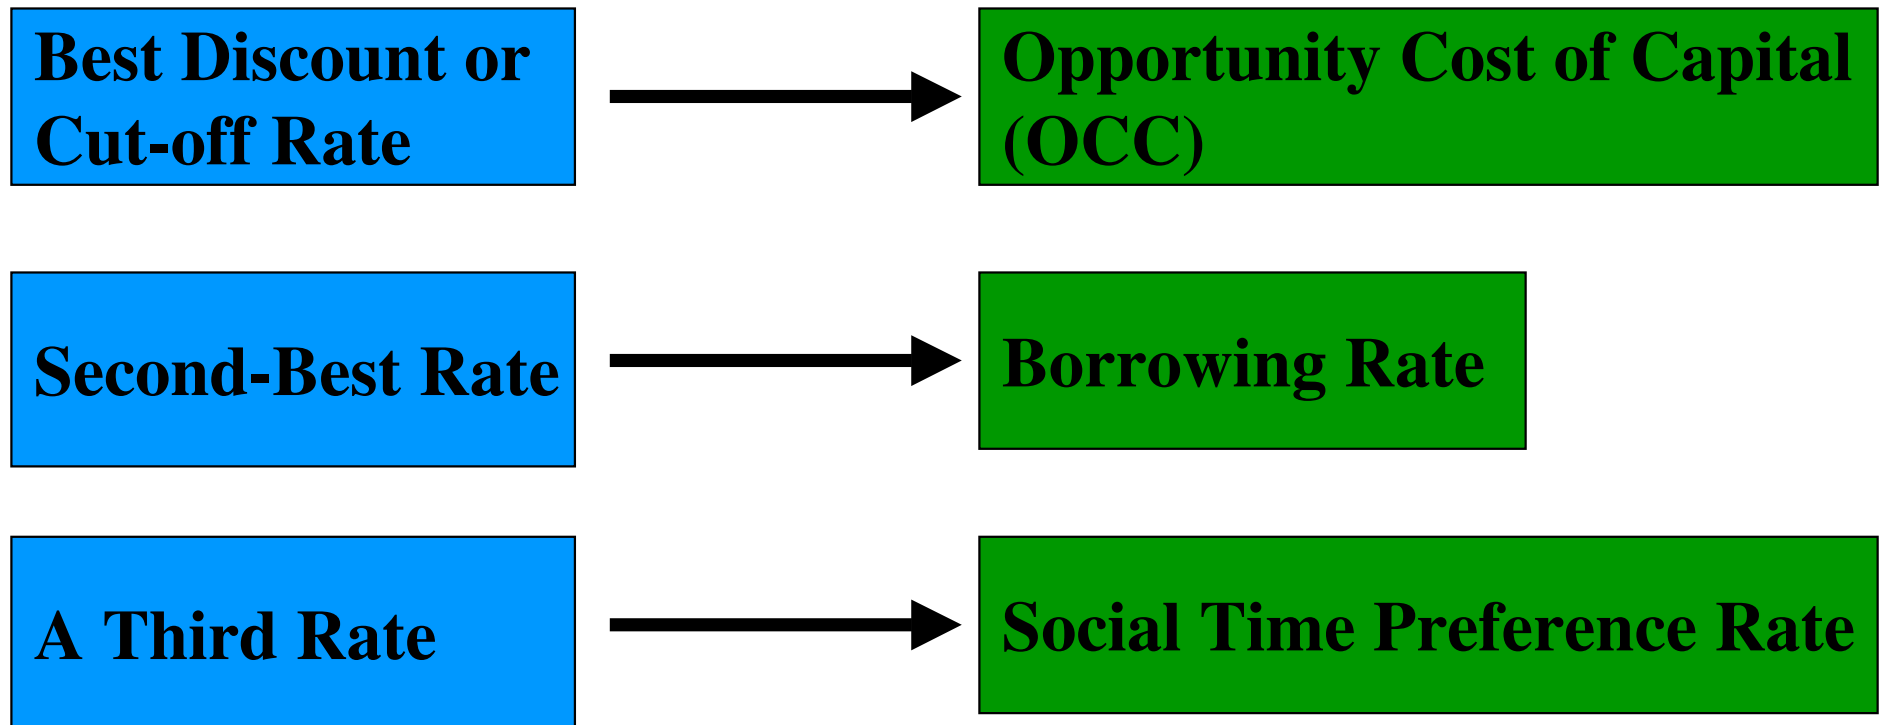 Best Discount or
Cut-off Rate
Opportunity Cost of Capital
(OCC)
Second-Best Rate
Borrowing Rate
A Third Rate
Social Time Preference Rate